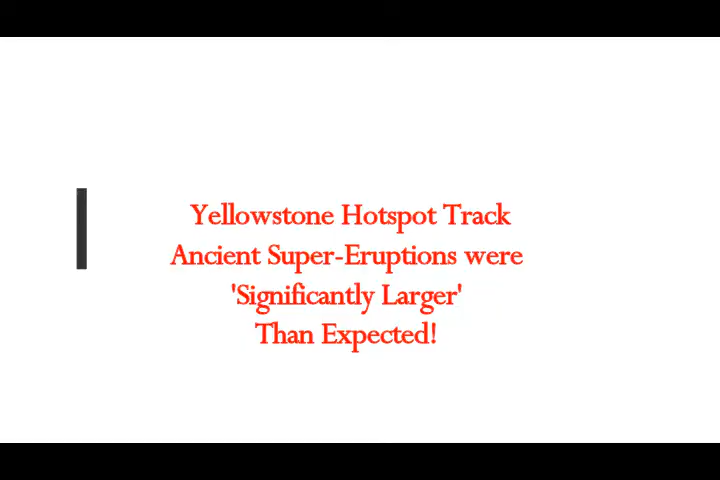 Yellowstone Hotspot Track
Ancient Super-Eruptions were
'Significantly Larger'
Than Expected!